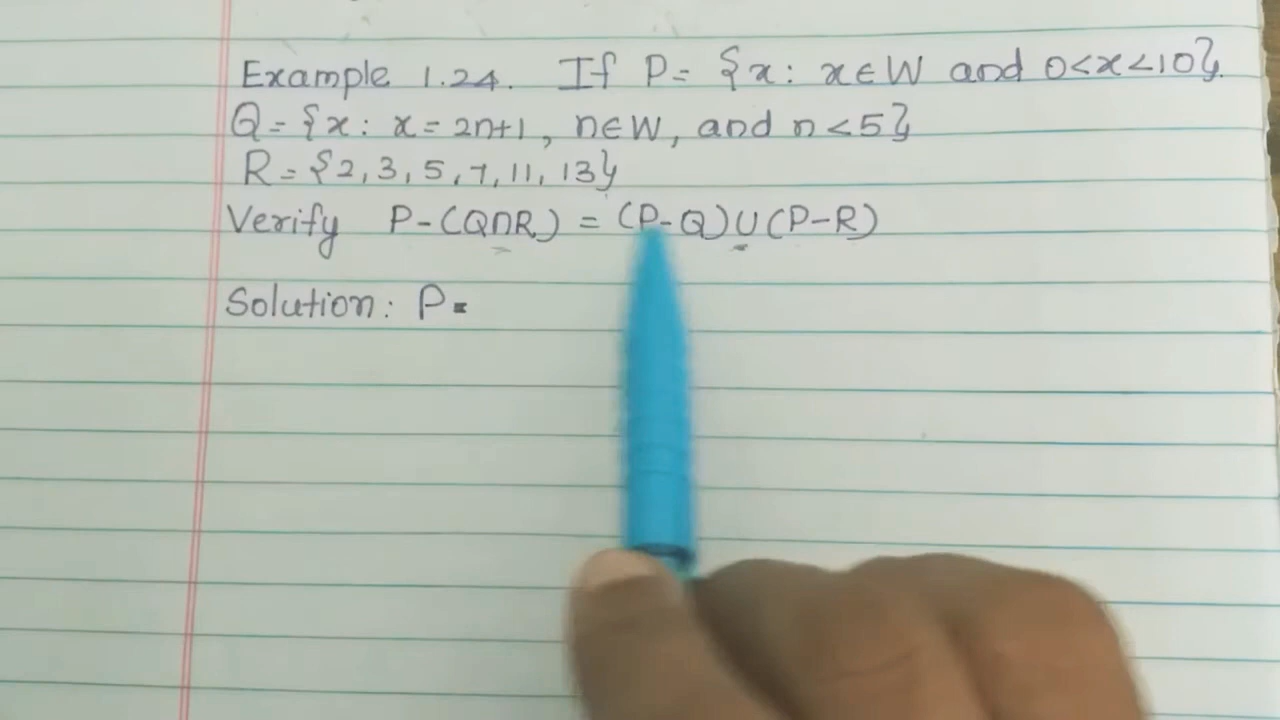 Example 1.24. If P = {x : x ∈ W and 0 < x < 10},
Q = {x : x = 2n+1, n ∈ W, and n < 5}
R = {2, 3, 5, 7, 11, 13}
Verify P - (Q∩R) = (P - Q) ∪ (P - R)
Solution : P =